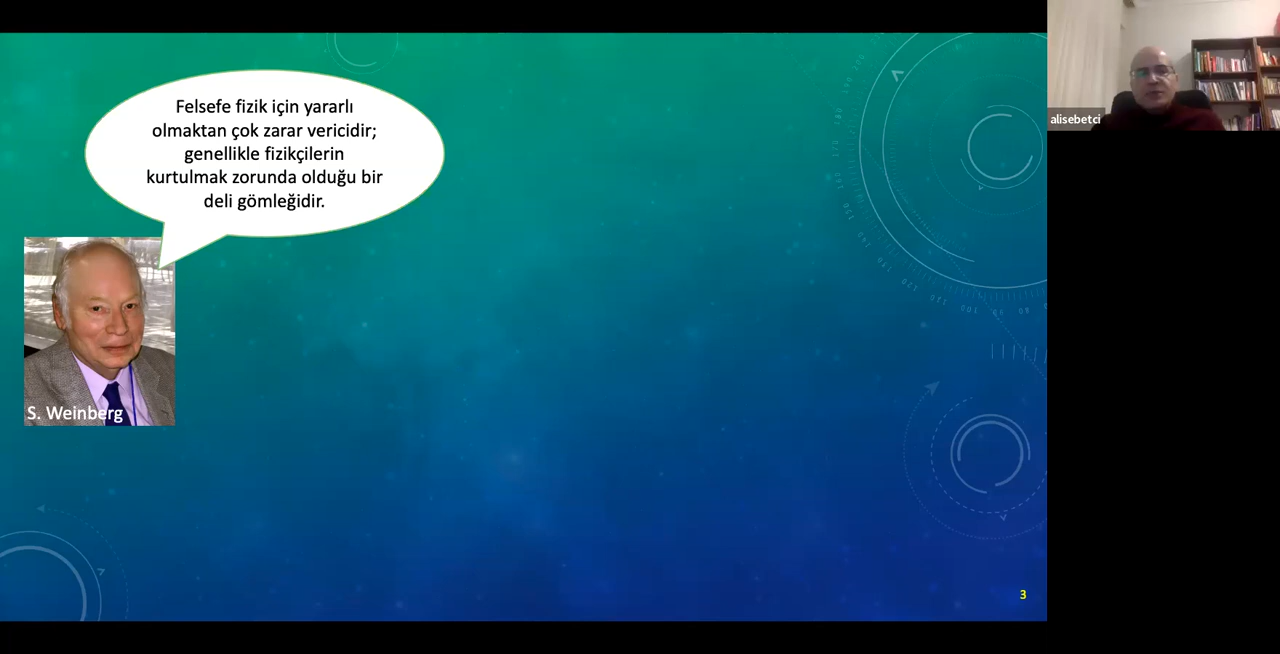 Felsefe fizik için yararlı
olmaktan çok zarar vericidir;
genellikle fizikçilerin
kurtulmak zorunda olduğu bir
deli gömleğidir.
S. Weinberg
alisebetci
3